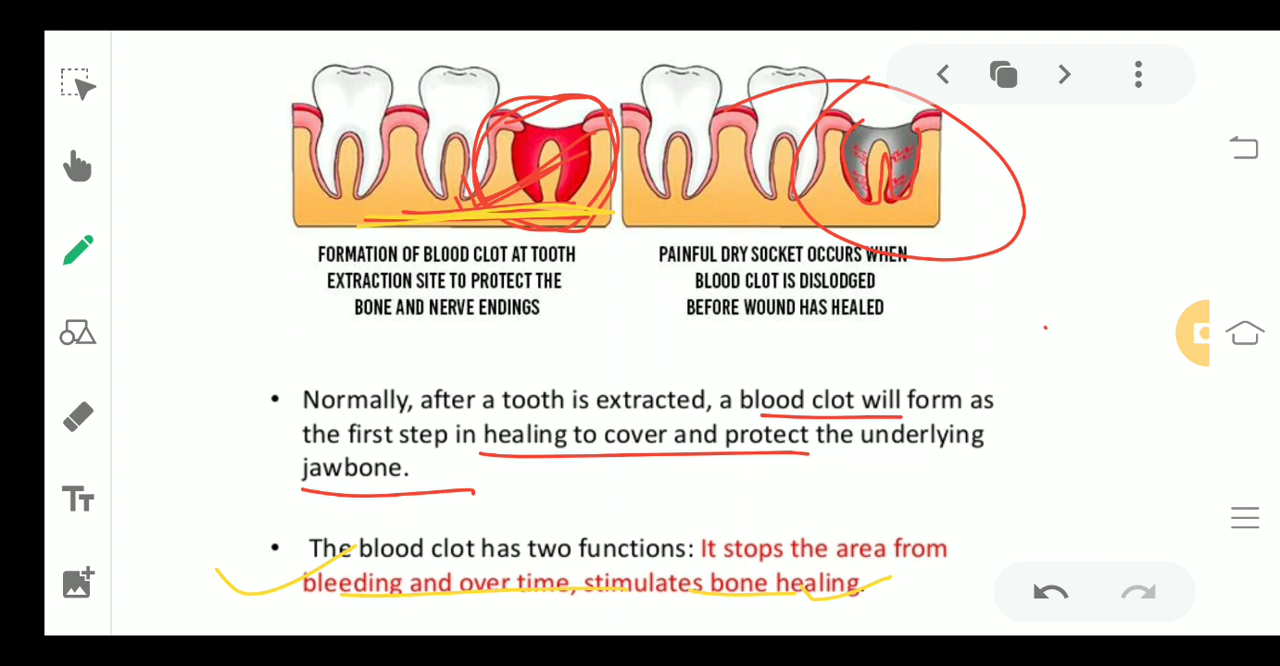 FORMATION OF BLOOD CLOT AT TOOTH
EXTRACTION SITE TO PROTECT THE
BONE AND NERVE ENDINGS
PAINFUL DRY SOCKET OCCURS WHEN
BLOOD CLOT IS DISLODGED
BEFORE WOUND HAS HEALED
• Normally, after a tooth is extracted, a blood clot will form as
the first step in healing to cover and protect the underlying
jawbone.
• The blood clot has two functions: It stops the area from
bleeding and over time, stimulates bone healing.
TT